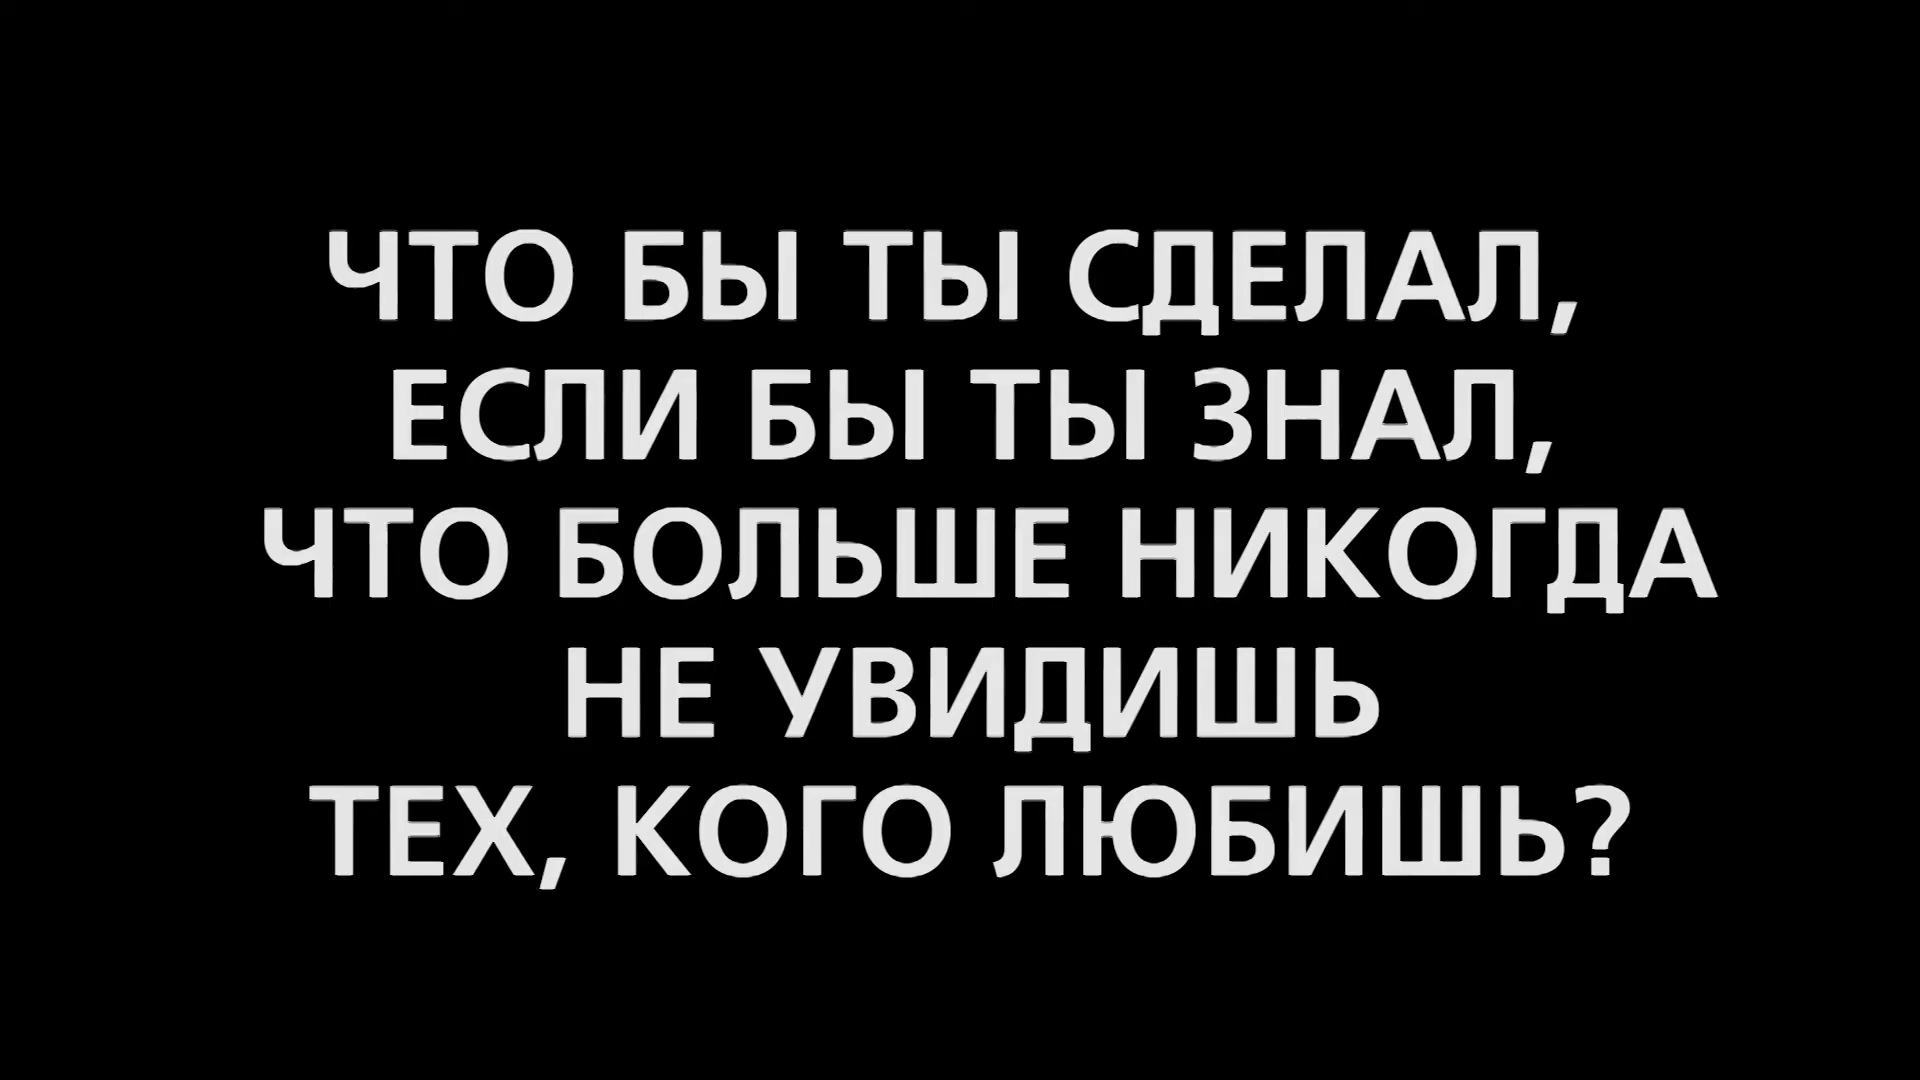 ЧТО БЫ ТЫ СДЕЛАЛ,
ЕСЛИ БЫ ТЫ ЗНАЛ,
ЧТО БОЛЬШЕ НИКОГДА
НЕ УВИДИШЬ
ТЕХ, КОГО ЛЮБИШЬ?